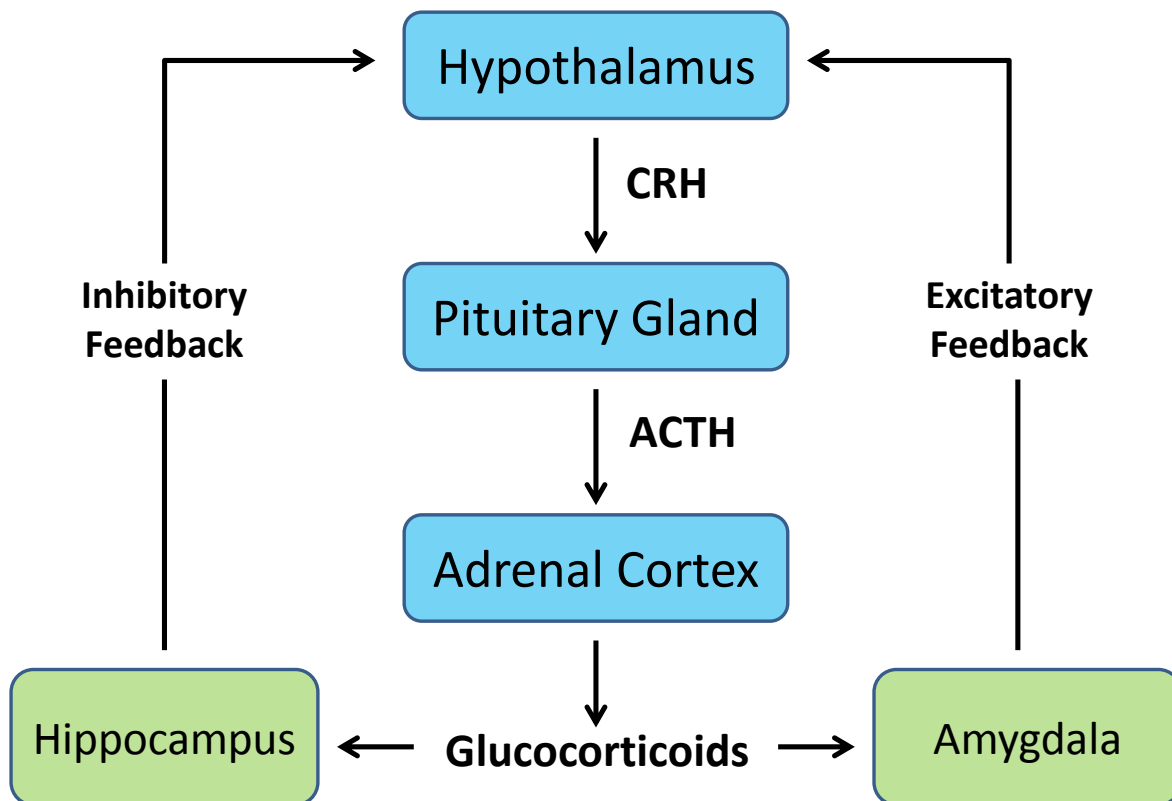 Hypothalamus
CRH
Inhibitory
Feedback
Pituitary Gland
Excitatory
Feedback
ACTH
Adrenal Cortex
Hippocampus
Glucocorticoids
Amygdala